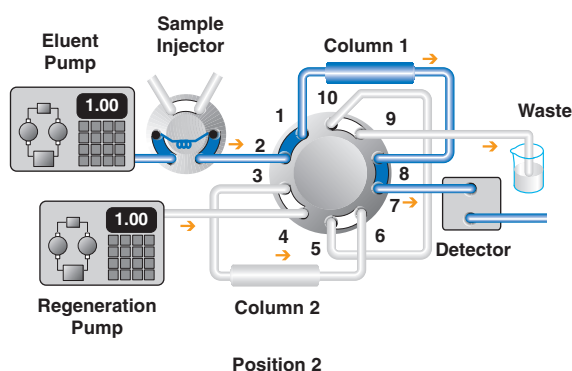 Sample
Injector
Eluent
Pump
Column 1
1.00
1
10
9
Waste
2
3
8
7
1.00
4
5
6
Detector
Regeneration
Pump
Column 2
Position 2